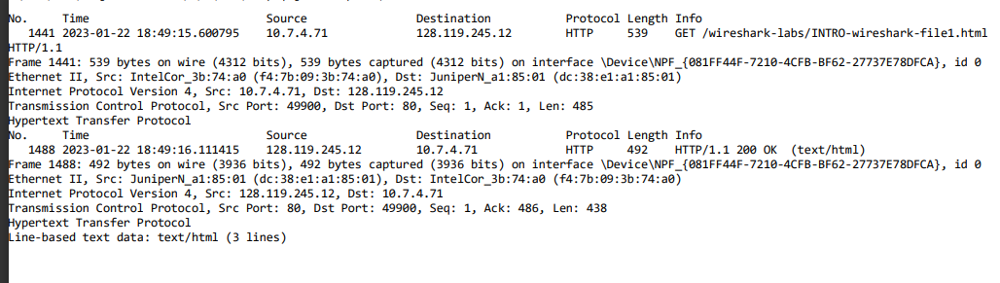 No. Time Source Destination Protocol Length Info
1441 2023-01-22 18:49:15.600795 10.7.4.71 128.119.245.12 HTTP 539 GET /wireshark-labs/INTRO-wireshark-file1.html
HTTP/1.1
Frame 1441: 539 bytes on wire (4312 bits), 539 bytes captured (4312 bits) on interface \Device\NPF_{081FF44F-7210-4CFB-BF62-27737E78DFCA}, id 0
Ethernet II, Src: IntelCor_3b:74:a0 (f4:7b:09:3b:74:a0), Dst: JuniperN_a1:85:01 (dc:38:e1:a1:85:01)
Internet Protocol Version 4, Src: 10.7.4.71, Dst: 128.119.245.12
Transmission Control Protocol, Src Port: 49900, Dst Port: 80, Seq: 1, Ack: 1, Len: 485
Hypertext Transfer Protocol
No. Time Source Destination Protocol Length Info
1488 2023-01-22 18:49:16.111415 128.119.245.12 10.7.4.71 HTTP 492 HTTP/1.1 200 OK (text/html)
Frame 1488: 492 bytes on wire (3936 bits), 492 bytes captured (3936 bits) on interface \Device\NPF_{081FF44F-7210-4CFB-BF62-27737E78DFCA}, id 0
Ethernet II, Src: JuniperN_a1:85:01 (dc:38:e1:a1:85:01), Dst: IntelCor_3b:74:a0 (f4:7b:09:3b:74:a0)
Internet Protocol Version 4, Src: 128.119.245.12, Dst: 10.7.4.71
Transmission Control Protocol, Src Port: 80, Dst Port: 49900, Seq: 1, Ack: 486, Len: 438
Hypertext Transfer Protocol
Line-based text data: text/html (3 lines)